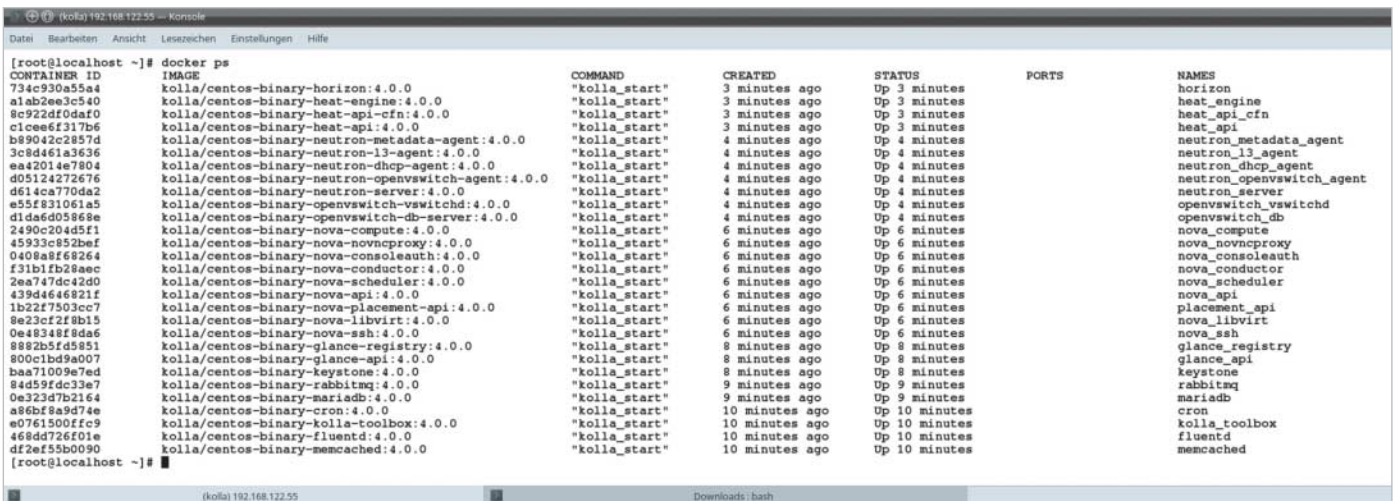 (kolla) 192.168.122.55 — Konsole
Datei Bearbeiten Ansicht Lesezeichen Einstellungen Hilfe
[root@localhost ~]# docker ps
CONTAINER ID IMAGE COMMAND CREATED STATUS PORTS NAMES
734c930a55a4 kolla/centos-binary-horizon:4.0.0 "kolla_start" 3 minutes ago Up 3 minutes horizon
a1ab2ee3c540 kolla/centos-binary-heat-engine:4.0.0 "kolla_start" 3 minutes ago Up 3 minutes heat_engine
8c922df0daf0 kolla/centos-binary-heat-api-cfn:4.0.0 "kolla_start" 3 minutes ago Up 3 minutes heat_api_cfn
c1cee6f317b6 kolla/centos-binary-heat-api:4.0.0 "kolla_start" 3 minutes ago Up 3 minutes heat_api
b89042c2857d kolla/centos-binary-neutron-metadata-agent:4.0.0 "kolla_start" 4 minutes ago Up 4 minutes neutron_metadata_agent
3c8d461a3636 kolla/centos-binary-neutron-l3-agent:4.0.0 "kolla_start" 4 minutes ago Up 4 minutes neutron_l3_agent
ea42014e7804 kolla/centos-binary-neutron-dhcp-agent:4.0.0 "kolla_start" 4 minutes ago Up 4 minutes neutron_dhcp_agent
d05124272676 kolla/centos-binary-neutron-openvswitch-agent:4.0.0 "kolla_start" 4 minutes ago Up 4 minutes neutron_openvswitch_agent
d614ca770da2 kolla/centos-binary-neutron-server:4.0.0 "kolla_start" 4 minutes ago Up 4 minutes neutron_server
e55f831061a5 kolla/centos-binary-openvswitch-vswitchd:4.0.0 "kolla_start" 4 minutes ago Up 4 minutes openvswitch_vswitchd
d1da6d05868e kolla/centos-binary-openvswitch-db-server:4.0.0 "kolla_start" 4 minutes ago Up 4 minutes openvswitch_db
2490c204d5f1 kolla/centos-binary-nova-compute:4.0.0 "kolla_start" 6 minutes ago Up 6 minutes nova_compute
45933c852bef kolla/centos-binary-nova-novncproxy:4.0.0 "kolla_start" 6 minutes ago Up 6 minutes nova_novncproxy
0408a8f68264 kolla/centos-binary-nova-consoleauth:4.0.0 "kolla_start" 6 minutes ago Up 6 minutes nova_consoleauth
f31b1fb28aec kolla/centos-binary-nova-conductor:4.0.0 "kolla_start" 6 minutes ago Up 6 minutes nova_conductor
2ea747dc42d0 kolla/centos-binary-nova-scheduler:4.0.0 "kolla_start" 6 minutes ago Up 6 minutes nova_scheduler
439d4646821f kolla/centos-binary-nova-api:4.0.0 "kolla_start" 6 minutes ago Up 6 minutes nova_api
1b22f7503cc7 kolla/centos-binary-nova-placement-api:4.0.0 "kolla_start" 6 minutes ago Up 6 minutes placement_api
8e23cf2f8b15 kolla/centos-binary-nova-libvirt:4.0.0 "kolla_start" 6 minutes ago Up 6 minutes nova_libvirt
0e48348f8da6 kolla/centos-binary-nova-ssh:4.0.0 "kolla_start" 6 minutes ago Up 6 minutes nova_ssh
8882b5fd5851 kolla/centos-binary-glance-registry:4.0.0 "kolla_start" 8 minutes ago Up 8 minutes glance_registry
800c1bd9a007 kolla/centos-binary-glance-api:4.0.0 "kolla_start" 8 minutes ago Up 8 minutes glance_api
baa71009e7ed kolla/centos-binary-keystone:4.0.0 "kolla_start" 8 minutes ago Up 8 minutes keystone
84d59fdc33e7 kolla/centos-binary-rabbitmq:4.0.0 "kolla_start" 9 minutes ago Up 9 minutes rabbitmq
0e323d7b2164 kolla/centos-binary-mariadb:4.0.0 "kolla_start" 9 minutes ago Up 9 minutes mariadb
a86bf8a9d74e kolla/centos-binary-cron:4.0.0 "kolla_start" 10 minutes ago Up 10 minutes cron
e0761500ffc9 kolla/centos-binary-kolla-toolbox:4.0.0 "kolla_start" 10 minutes ago Up 10 minutes kolla_toolbox
468dd726f01e kolla/centos-binary-fluentd:4.0.0 "kolla_start" 10 minutes ago Up 10 minutes fluentd
df2ef55b0090 kolla/centos-binary-memcached:4.0.0 "kolla_start" 10 minutes ago Up 10 minutes memcached
[root@localhost ~]#
(kolla) 192.168.122.55 Downloads : bash